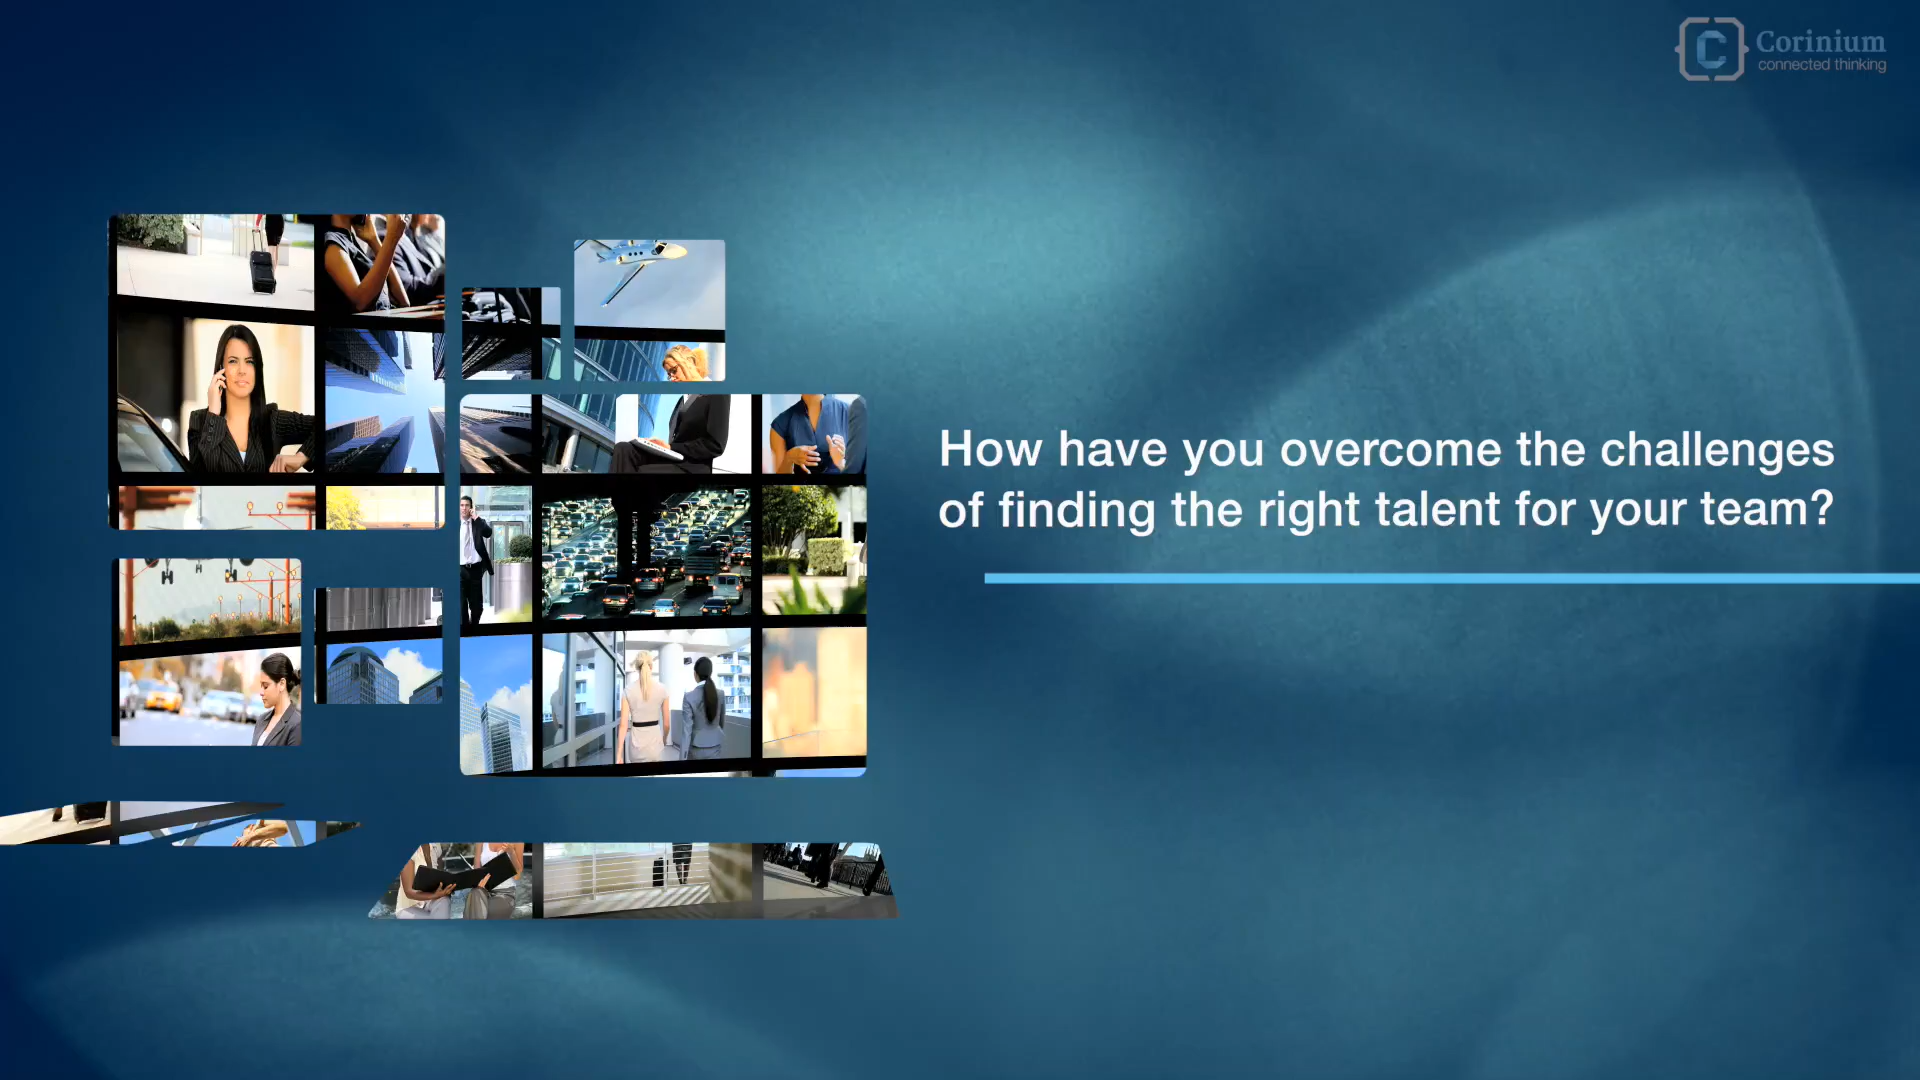 Corinium
connected thinking
How have you overcome the challenges
of finding the right talent for your team?